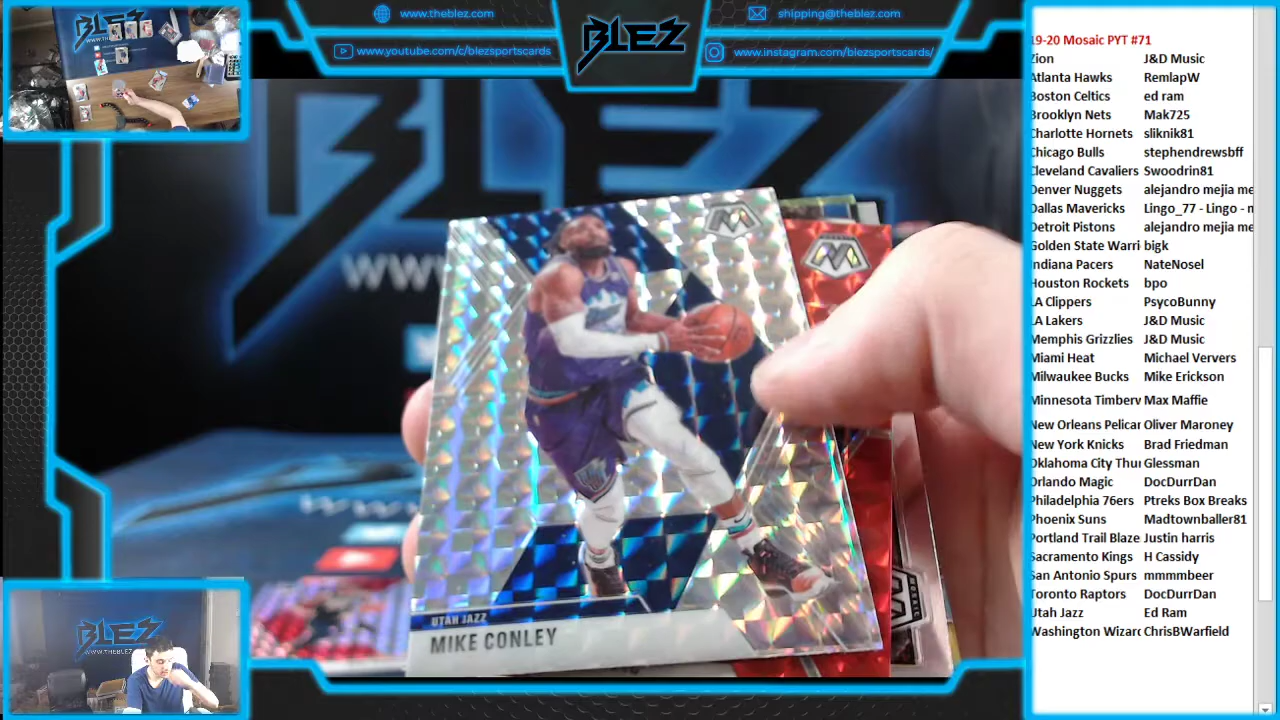 BLEZ
www.theblez.com
shipping@theblez.com
www.youtube.com/c/blezsportscards
www.instagram.com/blezsportscards/
BLEZ
BLEZ
WWW
UTAH JAZZ
MIKE CONLEY
BLEZ
WWW.THEBLEZ
19-20 Mosaic PYT #71
Zion J&D Music
Atlanta Hawks RemlapW
Boston Celtics ed ram
Brooklyn Nets Mak725
Charlotte Hornets sliknik81
Chicago Bulls stephendrewsbff
Cleveland Cavaliers Swoodrin81
Denver Nuggets alejandro mejia me
Dallas Mavericks Lingo_77 - Lingo - n
Detroit Pistons alejandro mejia me
Golden State Warri bigk
Indiana Pacers NateNosel
Houston Rockets bpo
LA Clippers PsycoBunny
LA Lakers J&D Music
Memphis Grizzlies J&D Music
Miami Heat Michael Ververs
Milwaukee Bucks Mike Erickson
Minnesota Timberv Max Maffie
New Orleans Pelicar Oliver Maroney
New York Knicks Brad Friedman
Oklahoma City Thu Glessman
Orlando Magic DocDurrDan
Philadelphia 76ers Ptreks Box Breaks
Phoenix Suns Madtownballer81
Portland Trail Blaze Justin harris
Sacramento Kings H Cassidy
San Antonio Spurs mmmmbeer
Toronto Raptors DocDurrDan
Utah Jazz Ed Ram
Washington Wizard ChrisBWarfield